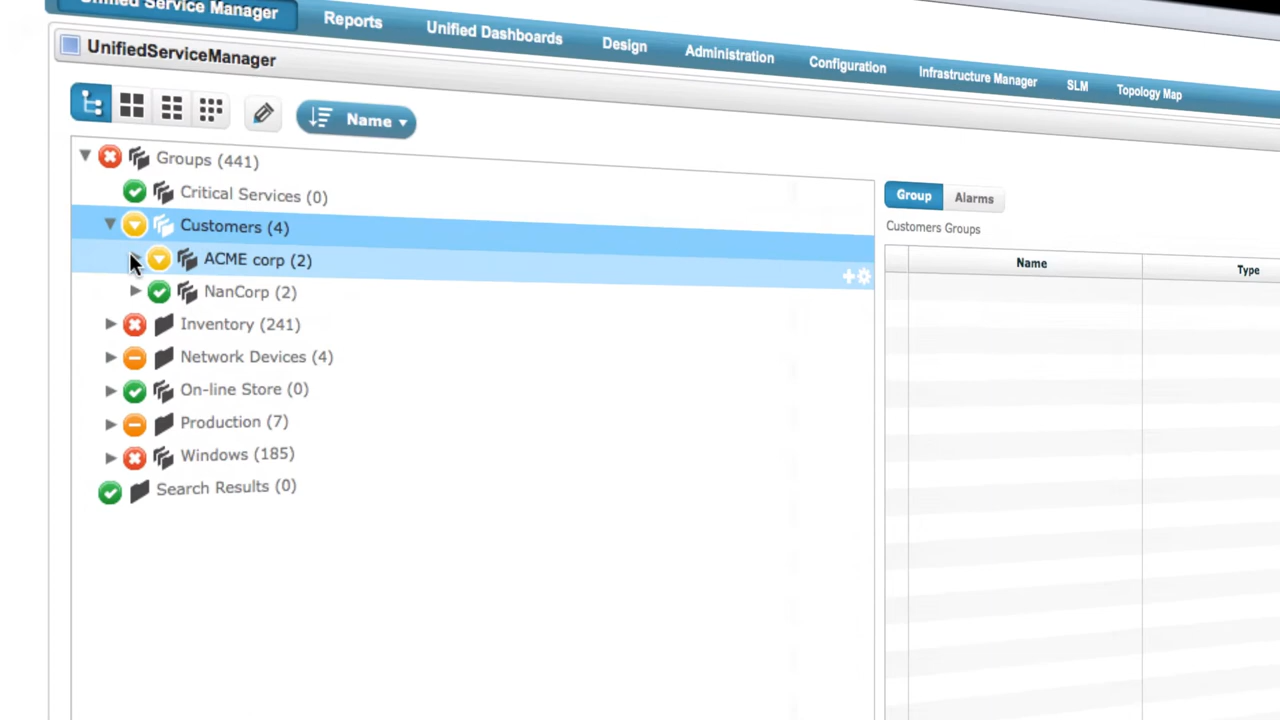 Unified Service Manager
Reports
Unified Dashboards
Design
Administration
Configuration
Infrastructure Manager
SLM
Topology Map
UnifiedServiceManager
Name
Groups (441)
Critical Services (0)
Customers (4)
ACME corp (2)
NanCorp (2)
Inventory (241)
Network Devices (4)
On-line Store (0)
Production (7)
Windows (185)
Search Results (0)
Group
Alarms
Customers Groups
Name
Type